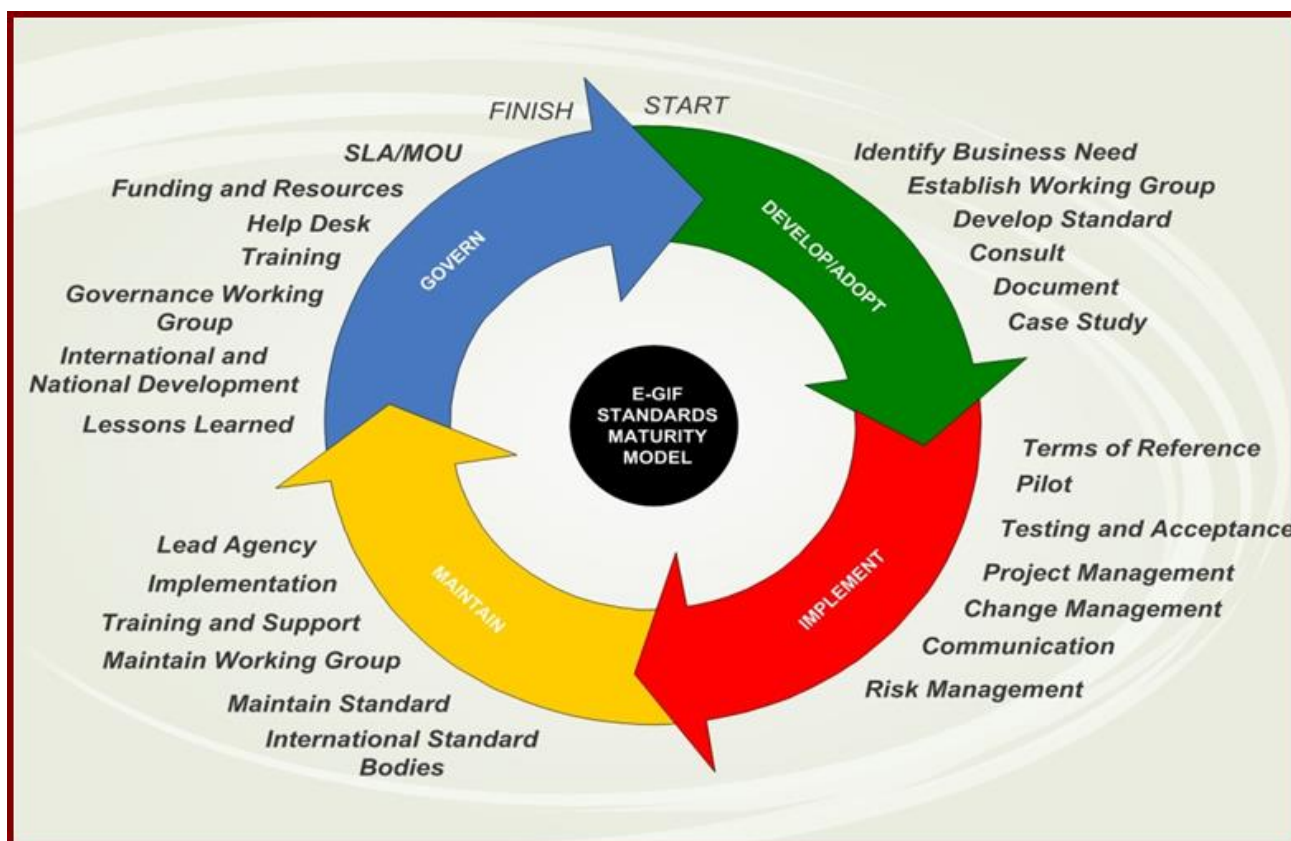 FINISH
START
SLA/MOU
Funding and Resources
Help Desk
Training
Governance Working
Group
International and
National Development
Lessons Learned
GOVERN
DEVELOP/ADOPT
Identify Business Need
Establish Working Group
Develop Standard
Consult
Document
Case Study
E-GIF
STANDARDS
MATURITY
MODEL
Terms of Reference
Pilot
Testing and Acceptance
Project Management
Change Management
Communication
Risk Management
IMPLEMENT
MAINTAIN
Lead Agency
Implementation
Training and Support
Maintain Working Group
Maintain Standard
International Standard
Bodies